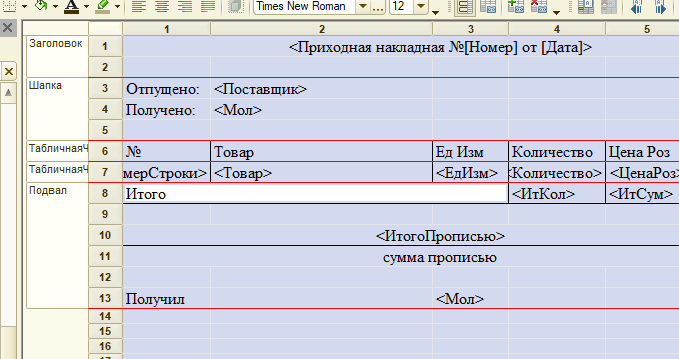 Times New Roman 12
1 2 3 4 5
Заголовок 1 <Приходная накладная №[Номер] от [Дата]>
2
Шапка 3 Отпущено: <Поставщик>
4 Получено: <Мол>
5
ТабличнаяЧ 6 № Товар Ед Изм Количество Цена Роз
ТабличнаяЧ 7 мерСтроки> <Товар> <ЕдИзм> <Количество> <ЦенаРоз>
Подвал 8 Итого <ИтКол> <ИтСум>
9
10 <ИтогоПрописью>
11 сумма прописью
12
13 Получил <Мол>
14
15
16
17